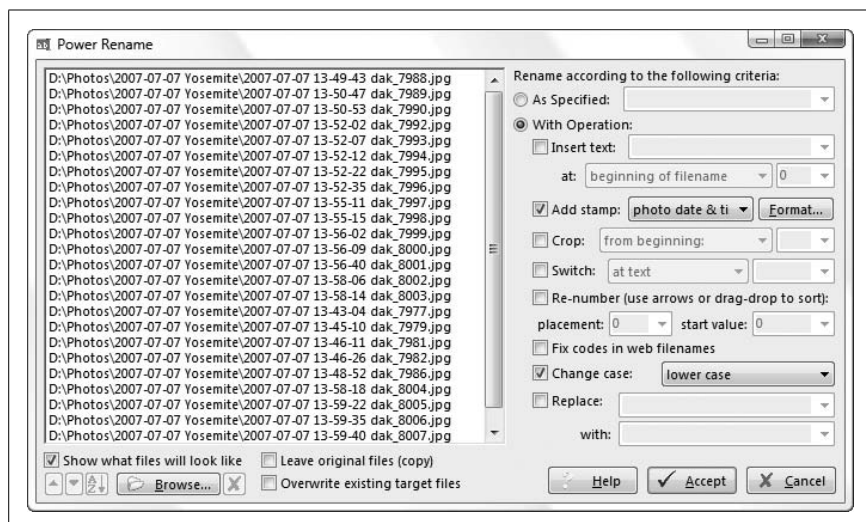 Power Rename
D:\Photos\2007-07-07 Yosemite\2007-07-07 13-49-43 dak_7988.jpg
D:\Photos\2007-07-07 Yosemite\2007-07-07 13-50-47 dak_7989.jpg
D:\Photos\2007-07-07 Yosemite\2007-07-07 13-50-53 dak_7990.jpg
D:\Photos\2007-07-07 Yosemite\2007-07-07 13-52-02 dak_7992.jpg
D:\Photos\2007-07-07 Yosemite\2007-07-07 13-52-07 dak_7993.jpg
D:\Photos\2007-07-07 Yosemite\2007-07-07 13-52-12 dak_7994.jpg
D:\Photos\2007-07-07 Yosemite\2007-07-07 13-52-22 dak_7995.jpg
D:\Photos\2007-07-07 Yosemite\2007-07-07 13-52-35 dak_7996.jpg
D:\Photos\2007-07-07 Yosemite\2007-07-07 13-55-11 dak_7997.jpg
D:\Photos\2007-07-07 Yosemite\2007-07-07 13-55-15 dak_7998.jpg
D:\Photos\2007-07-07 Yosemite\2007-07-07 13-56-02 dak_7999.jpg
D:\Photos\2007-07-07 Yosemite\2007-07-07 13-56-09 dak_8000.jpg
D:\Photos\2007-07-07 Yosemite\2007-07-07 13-56-40 dak_8001.jpg
D:\Photos\2007-07-07 Yosemite\2007-07-07 13-58-06 dak_8002.jpg
D:\Photos\2007-07-07 Yosemite\2007-07-07 13-58-14 dak_8003.jpg
D:\Photos\2007-07-07 Yosemite\2007-07-07 13-43-04 dak_7977.jpg
D:\Photos\2007-07-07 Yosemite\2007-07-07 13-45-10 dak_7979.jpg
D:\Photos\2007-07-07 Yosemite\2007-07-07 13-46-11 dak_7981.jpg
D:\Photos\2007-07-07 Yosemite\2007-07-07 13-46-26 dak_7982.jpg
D:\Photos\2007-07-07 Yosemite\2007-07-07 13-48-52 dak_7986.jpg
D:\Photos\2007-07-07 Yosemite\2007-07-07 13-58-18 dak_8004.jpg
D:\Photos\2007-07-07 Yosemite\2007-07-07 13-59-22 dak_8005.jpg
D:\Photos\2007-07-07 Yosemite\2007-07-07 13-59-35 dak_8006.jpg
D:\Photos\2007-07-07 Yosemite\2007-07-07 13-59-40 dak_8007.jpg
Show what files will look like
Leave original files (copy)
Browse...
Overwrite existing target files
Rename according to the following criteria:
As Specified:
With Operation:
Insert text:
at: beginning of filename 0
Add stamp: photo date & ti Format...
Crop: from beginning:
Switch: at text
Re-number (use arrows or drag-drop to sort):
placement: 0 start value: 0
Fix codes in web filenames
Change case: lower case
Replace:
with:
Help Accept Cancel